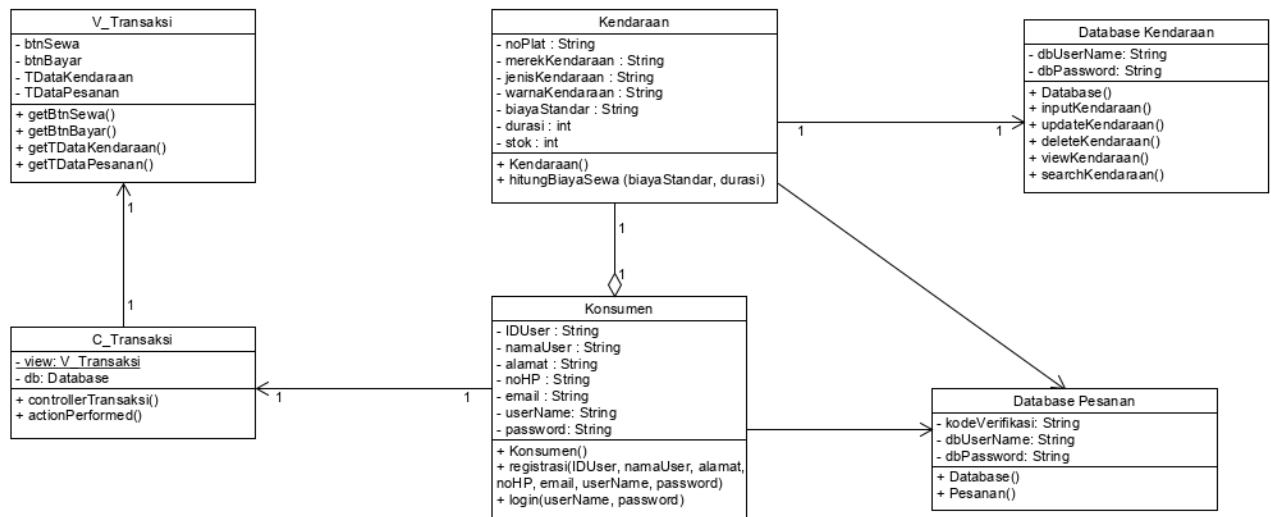 V_Transaksi
- btnSewa
- btnBayar
- TDataKendaraan
- TDataPesanan
+ getBtnSewa()
+ getBtnBayar()
+ getTDataKendaraan()
+ getTDataPesanan()
Kendaraan
- noPlat : String
- merekKendaraan : String
- jenisKendaraan : String
- warnaKendaraan : String
- biayaStandar : String
- durasi : int
- stok : int
+ Kendaraan()
+ hitungBiayaSewa (biayaStandar, durasi)
Database Kendaraan
- dbUserName: String
- dbPassword: String
+ Database()
+ inputKendaraan()
+ updateKendaraan()
+ deleteKendaraan()
+ viewKendaraan()
+ searchKendaraan()
1
1
1
1
1
1
C_Transaksi
- view: V_Transaksi
- db: Database
+ controllerTransaksi()
+ actionPerformed()
1
1
Konsumen
- IDUser : String
- namaUser : String
- alamat : String
- noHP : String
- email : String
- userName: String
- password: String
+ Konsumen()
+ registrasi(IDUser, namaUser, alamat,
noHP, email, userName, password)
+ login(userName, password)
Database Pesanan
- kodeVerifikasi: String
- dbUserName: String
- dbPassword: String
+ Database()
+ Pesanan()